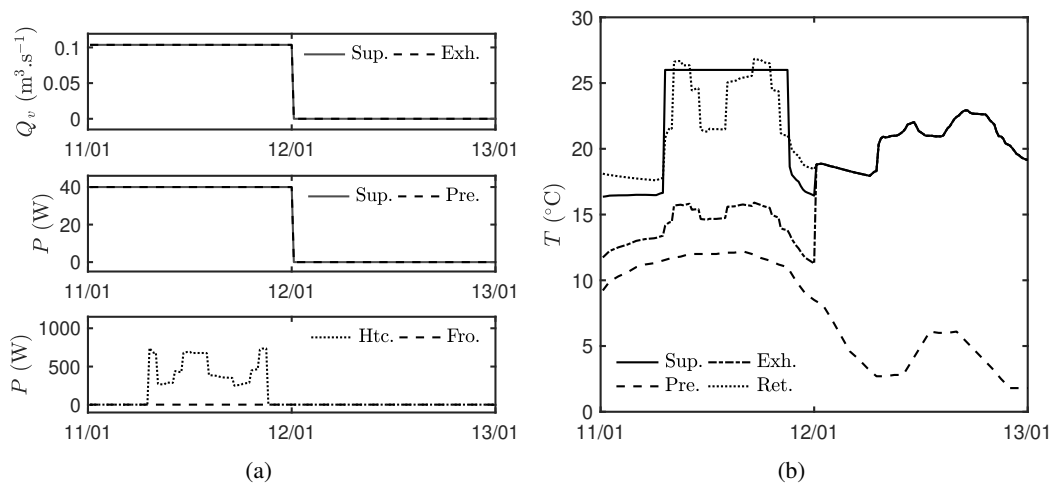 0.1
0.05
0
Q_v (m³.s⁻¹)
Sup. Exh.
11/01 12/01 13/01
40
20
0
P (W)
Sup. Pre.
11/01 12/01 13/01
1000
500
0
P (W)
Htc. Fro.
11/01 12/01 13/01
(a)
30
25
20
15
10
5
0
T (°C)
Sup. Exh.
Pre. Ret.
11/01 12/01 13/01
(b)